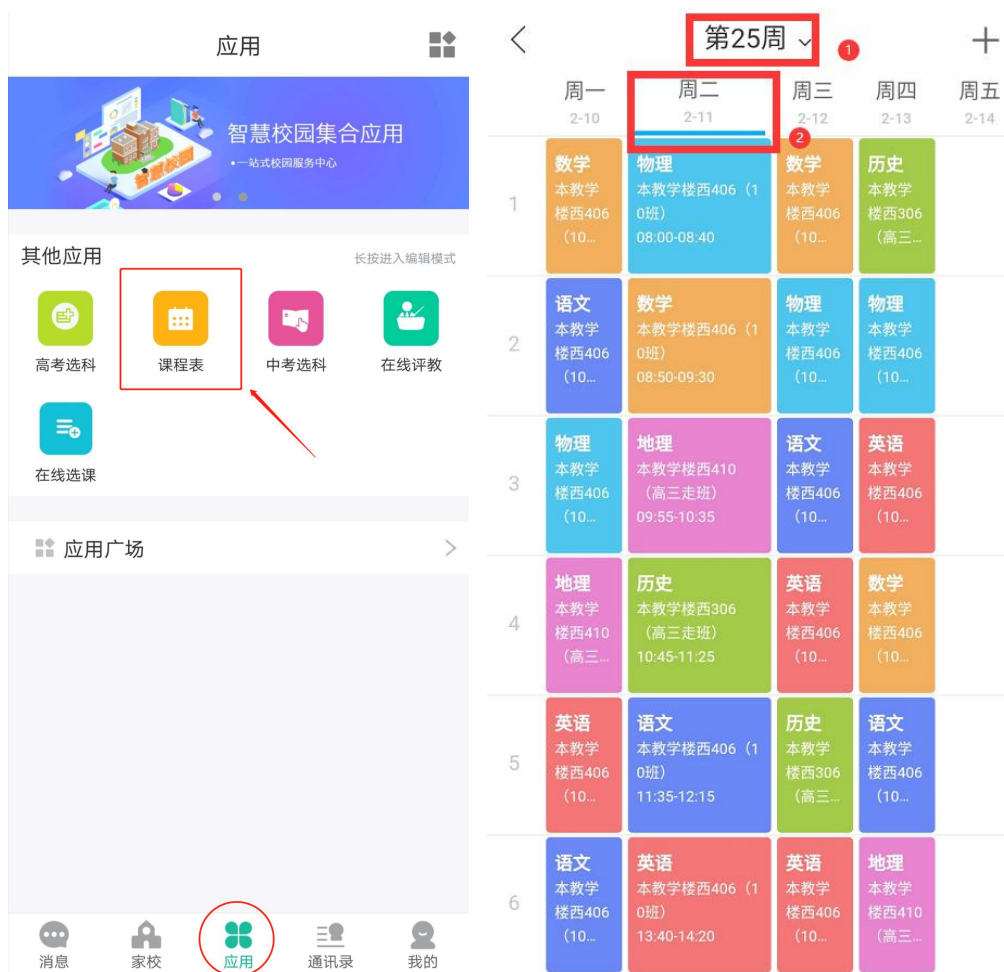 应用
智慧校园集合应用
•一站式校园服务中心
智慧校园
其他应用
长按进入编辑模式
高考选科
课程表
中考选科
在线评教
在线选课
应用广场
消息
家校
应用
通讯录
我的
第25周
1
周一
周二
周三
周四
周五
2-10
2-11
2-12
2-13
2-14
2
1
数学
本教学
楼西406
（10...
物理
本教学楼西406（1
0班）
08:00-08:40
数学
本教学
楼西406
（10...
历史
本教学
楼西306
（高三...
2
语文
本教学
楼西406
（10...
数学
本教学楼西406（1
0班）
08:50-09:30
物理
本教学
楼西406
（10...
物理
本教学
楼西406
（10...
3
物理
本教学
楼西406
（10...
地理
本教学楼西410
（高三走班）
09:55-10:35
语文
本教学
楼西406
（10...
英语
本教学
楼西406
（10...
4
地理
本教学
楼西410
（高三...
历史
本教学楼西306
（高三走班）
10:45-11:25
英语
本教学
楼西406
（10...
数学
本教学
楼西406
（10...
5
英语
本教学
楼西406
（10...
语文
本教学楼西406（1
0班）
11:35-12:15
历史
本教学
楼西306
（高三...
语文
本教学
楼西406
（10...
6
语文
本教学
楼西406
（10...
英语
本教学楼西406（1
0班）
13:40-14:20
英语
本教学
楼西406
（10...
地理
本教学
楼西410
（高三...